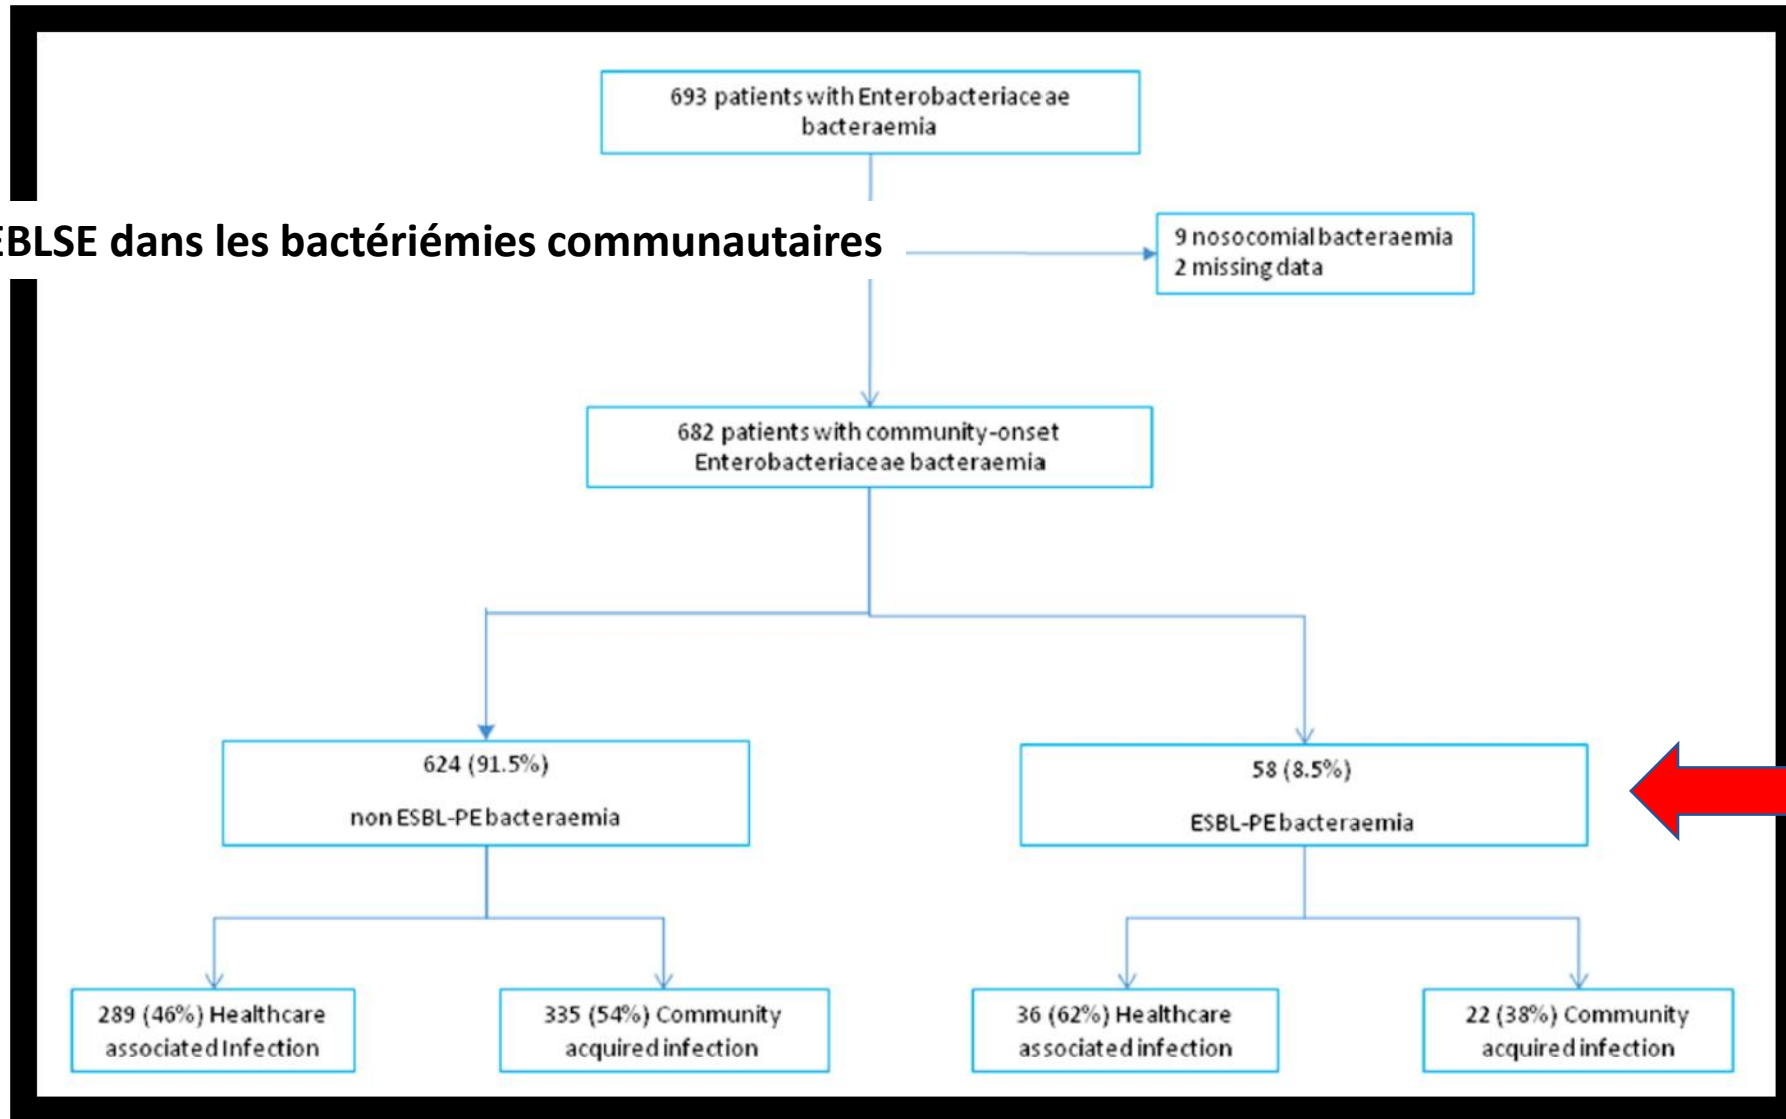 693 patients with Enterobacteriaceae
bacteraemia
EBLSE dans les bactériémies communautaires
9 nosocomial bacteraemia
2 missing data
682 patients with community-onset
Enterobacteriaceae bacteraemia
624 (91.5%)
non ESBL-PE bacteraemia
58 (8.5%)
ESBL-PE bacteraemia
289 (46%) Healthcare
associated Infection
335 (54%) Community
acquired infection
36 (62%) Healthcare
associated infection
22 (38%) Community
acquired infection